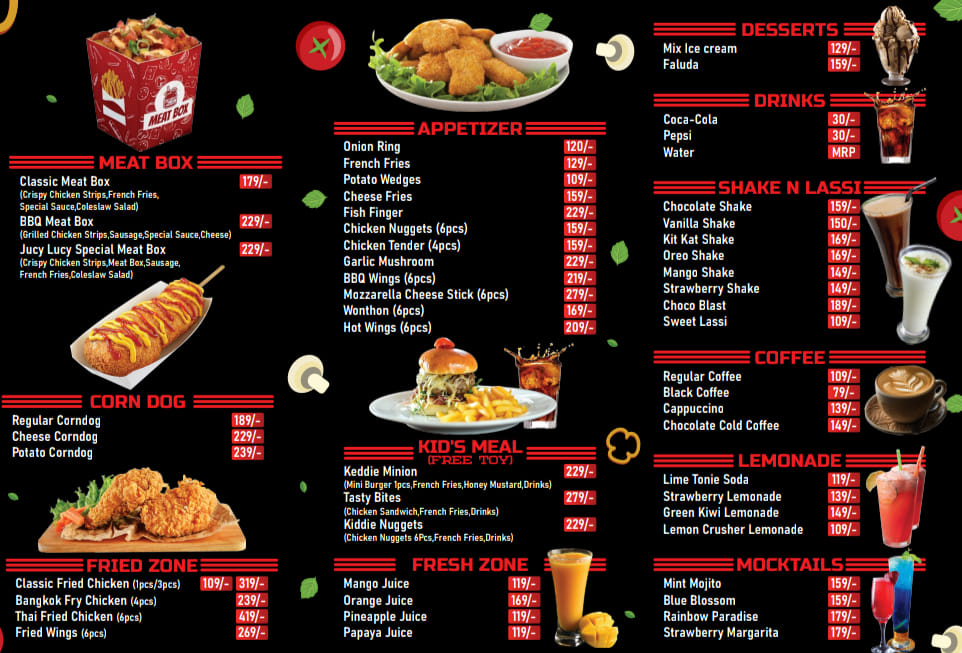 MEAT BOX
MEAT BOX
Classic Meat Box 179/-
(Crispy Chicken Strips,French Fries,
Special Sauce,Coleslaw Salad)
BBQ Meat Box 229/-
(Grilled Chicken Strips,Sausage,Special Sauce,Cheese)
Jucy Lucy Special Meat Box 229/-
(Crispy Chicken Strips,Meat Box,Sausage,
French Fries,Coleslaw Salad)
CORN DOG
Regular Corndog 189/-
Cheese Corndog 229/-
Potato Corndog 239/-
FRIED ZONE
Classic Fried Chicken (1pcs/3pcs) 109/- 319/-
Bangkok Fry Chicken (4pcs) 239/-
Thai Fried Chicken (6pcs) 419/-
Fried Wings (6pcs) 269/-
APPETIZER
Onion Ring 120/-
French Fries 129/-
Potato Wedges 109/-
Cheese Fries 159/-
Fish Finger 229/-
Chicken Nuggets (6pcs) 159/-
Chicken Tender (4pcs) 159/-
Garlic Mushroom 229/-
BBQ Wings (6pcs) 219/-
Mozzarella Cheese Stick (6pcs) 279/-
Wonthon (6pcs) 169/-
Hot Wings (6pcs) 209/-
KID'S MEAL
(FREE TOY)
Keddie Minion 229/-
(Mini Burger 1pcs,French Fries,Honey Mustard,Drinks)
Tasty Bites 279/-
(Chicken Sandwich,French Fries,Drinks)
Kiddie Nuggets 229/-
(Chicken Nuggets 6Pcs,French Fries,Drinks)
FRESH ZONE
Mango Juice 119/-
Orange Juice 169/-
Pineapple Juice 119/-
Papaya Juice 119/-
DESSERTS
Mix Ice cream 129/-
Faluda 159/-
DRINKS
Coca-Cola 30/-
Pepsi 30/-
Water MRP
SHAKE N LASSI
Chocolate Shake 159/-
Vanilla Shake 150/-
Kit Kat Shake 169/-
Oreo Shake 169/-
Mango Shake 149/-
Strawberry Shake 149/-
Choco Blast 189/-
Sweet Lassi 109/-
COFFEE
Regular Coffee 109/-
Black Coffee 79/-
Cappuccino 139/-
Chocolate Cold Coffee 149/-
LEMONADE
Lime Tonie Soda 119/-
Strawberry Lemonade 139/-
Green Kiwi Lemonade 149/-
Lemon Crusher Lemonade 109/-
MOCKTAILS
Mint Mojito 159/-
Blue Blossom 159/-
Rainbow Paradise 179/-
Strawberry Margarita 179/-